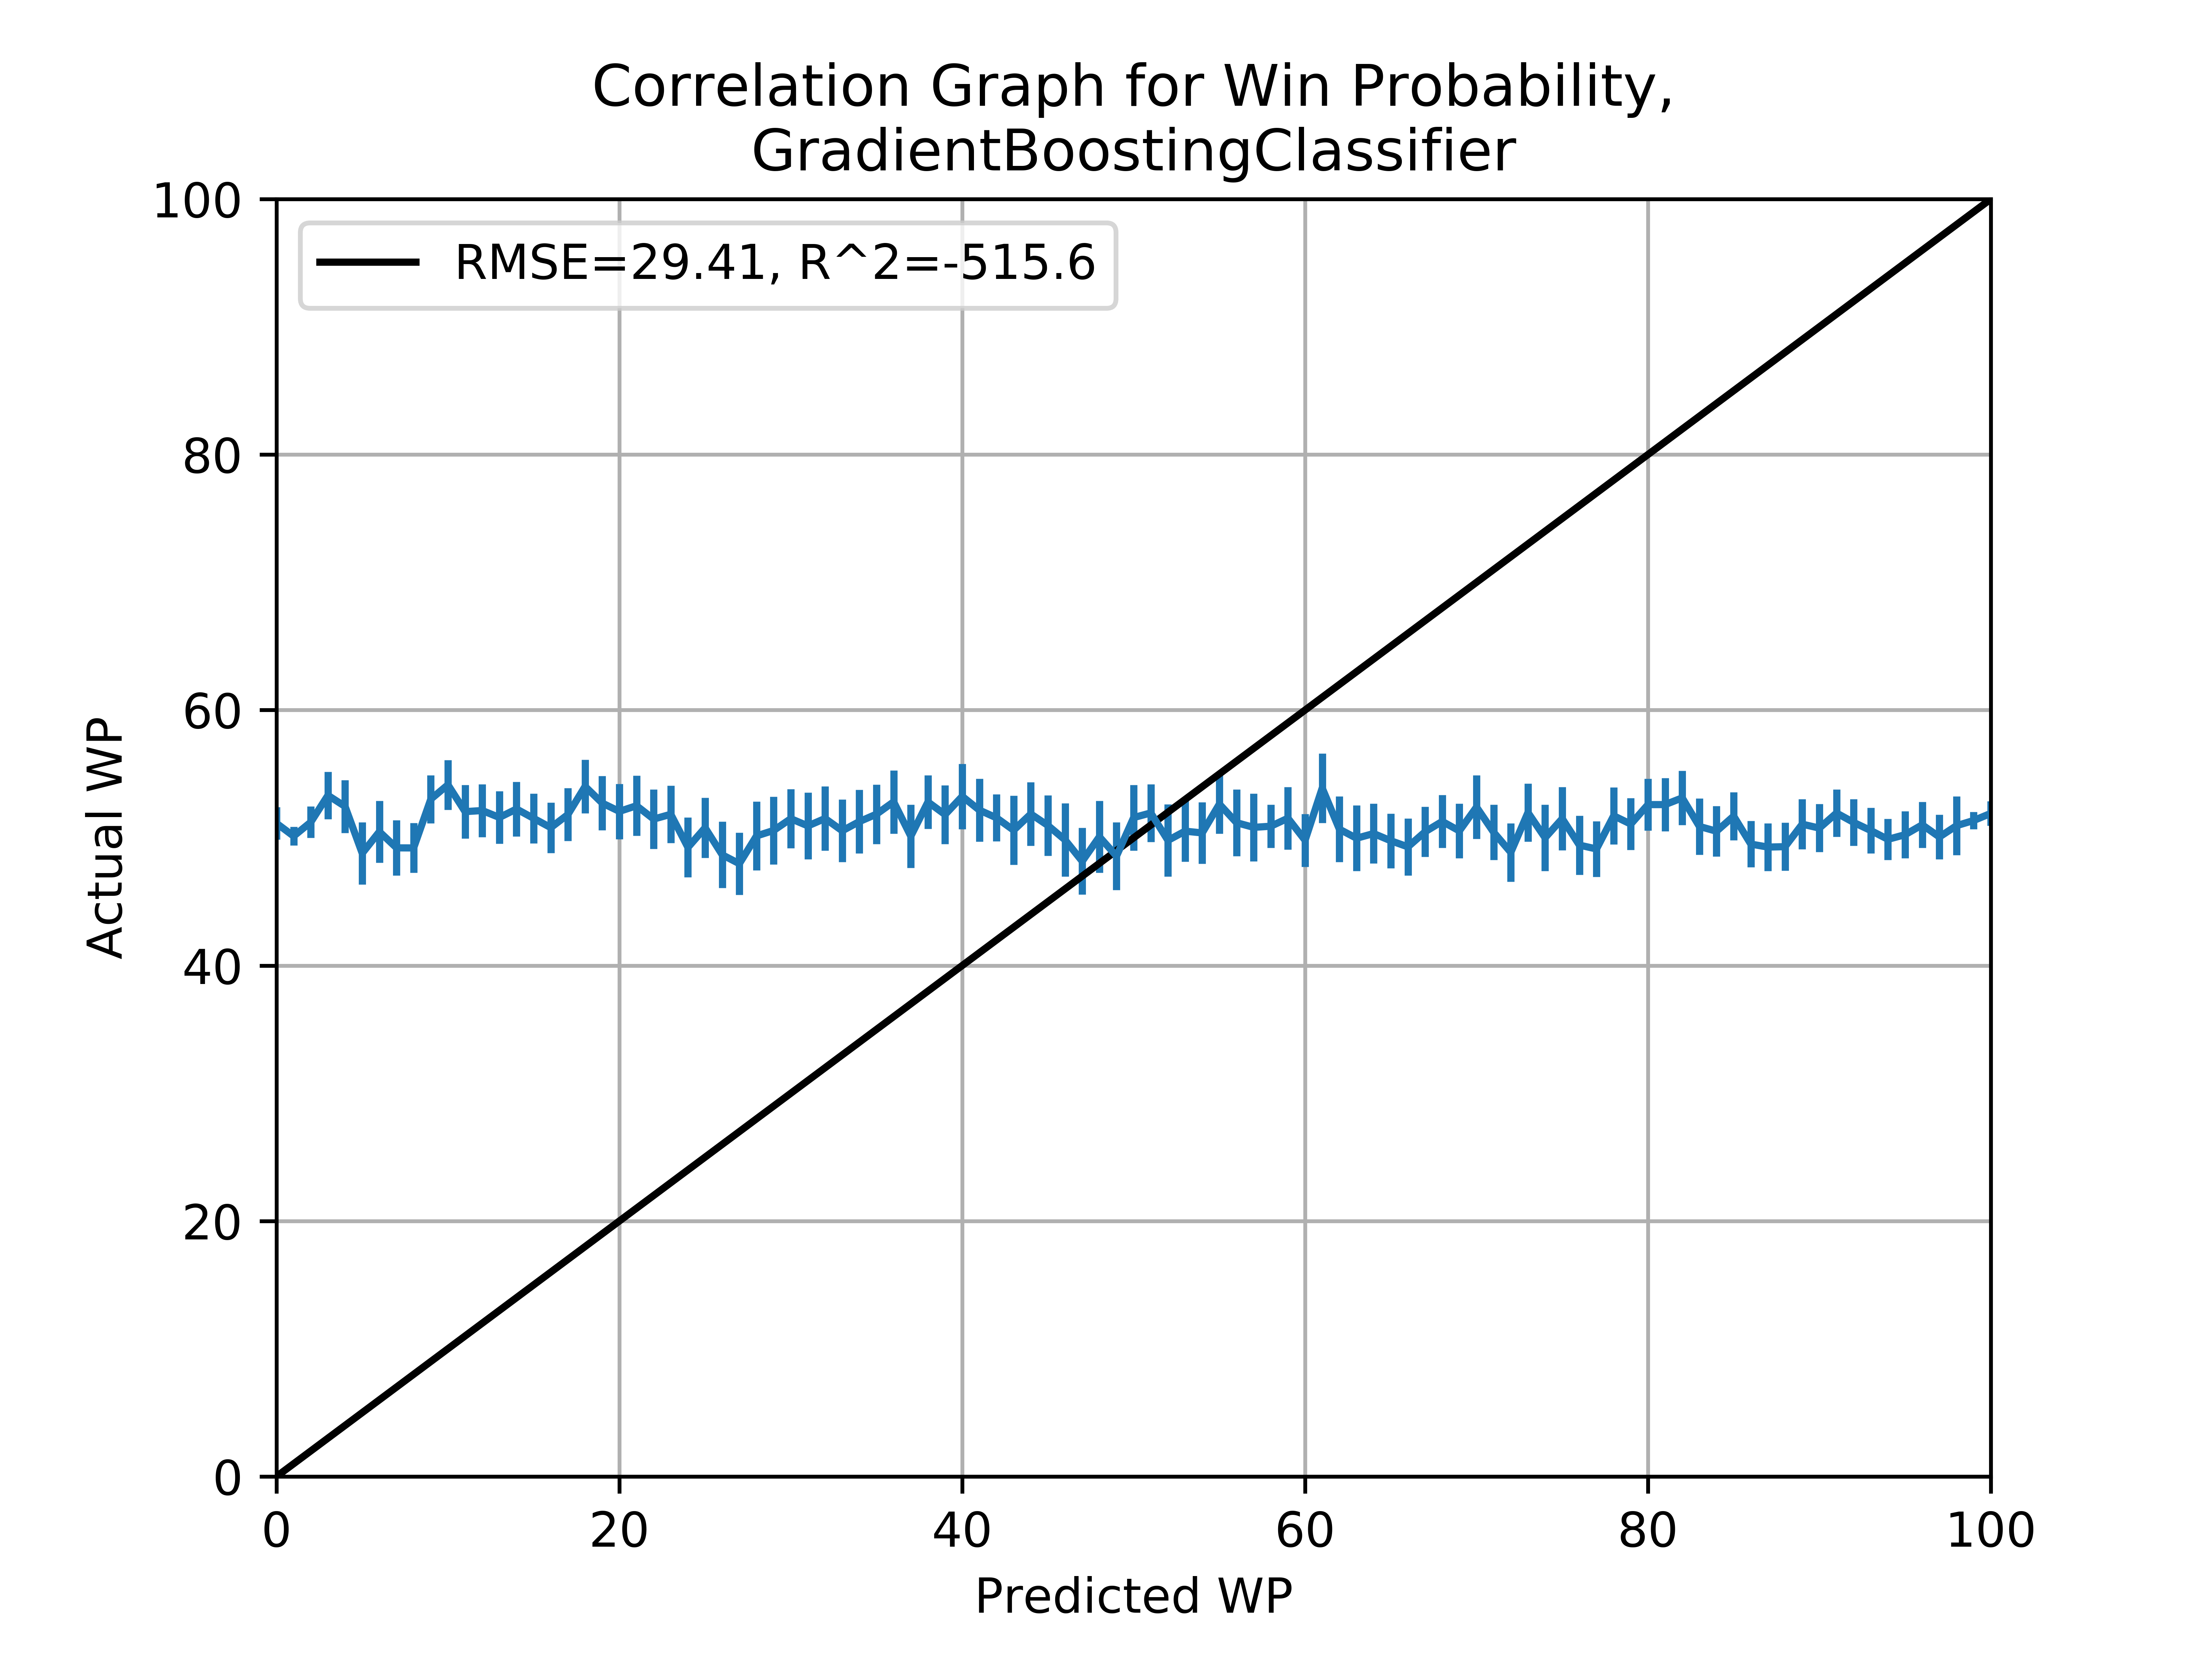 Correlation Graph for Win Probability,
GradientBoostingClassifier
RMSE=29.41, R^2=-515.6
100
80
60
40
20
0
Actual WP
0 20 40 60 80 100
Predicted WP